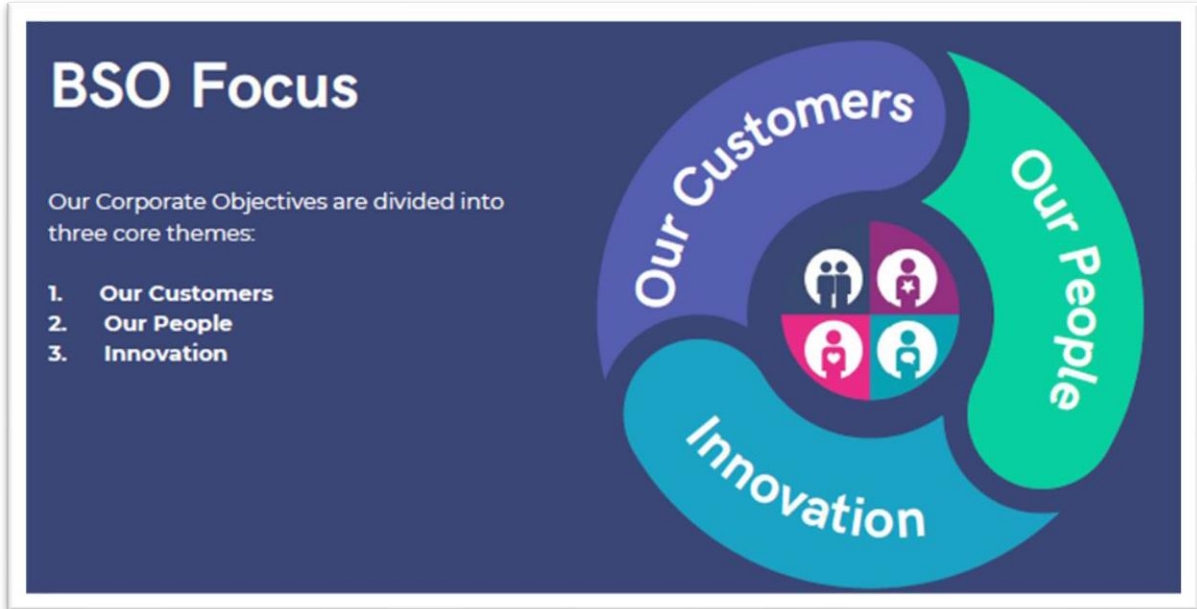 BSO Focus
Our Corporate Objectives are divided into
three core themes:
1. Our Customers
2. Our People
3. Innovation
Our Customers
Our People
Innovation